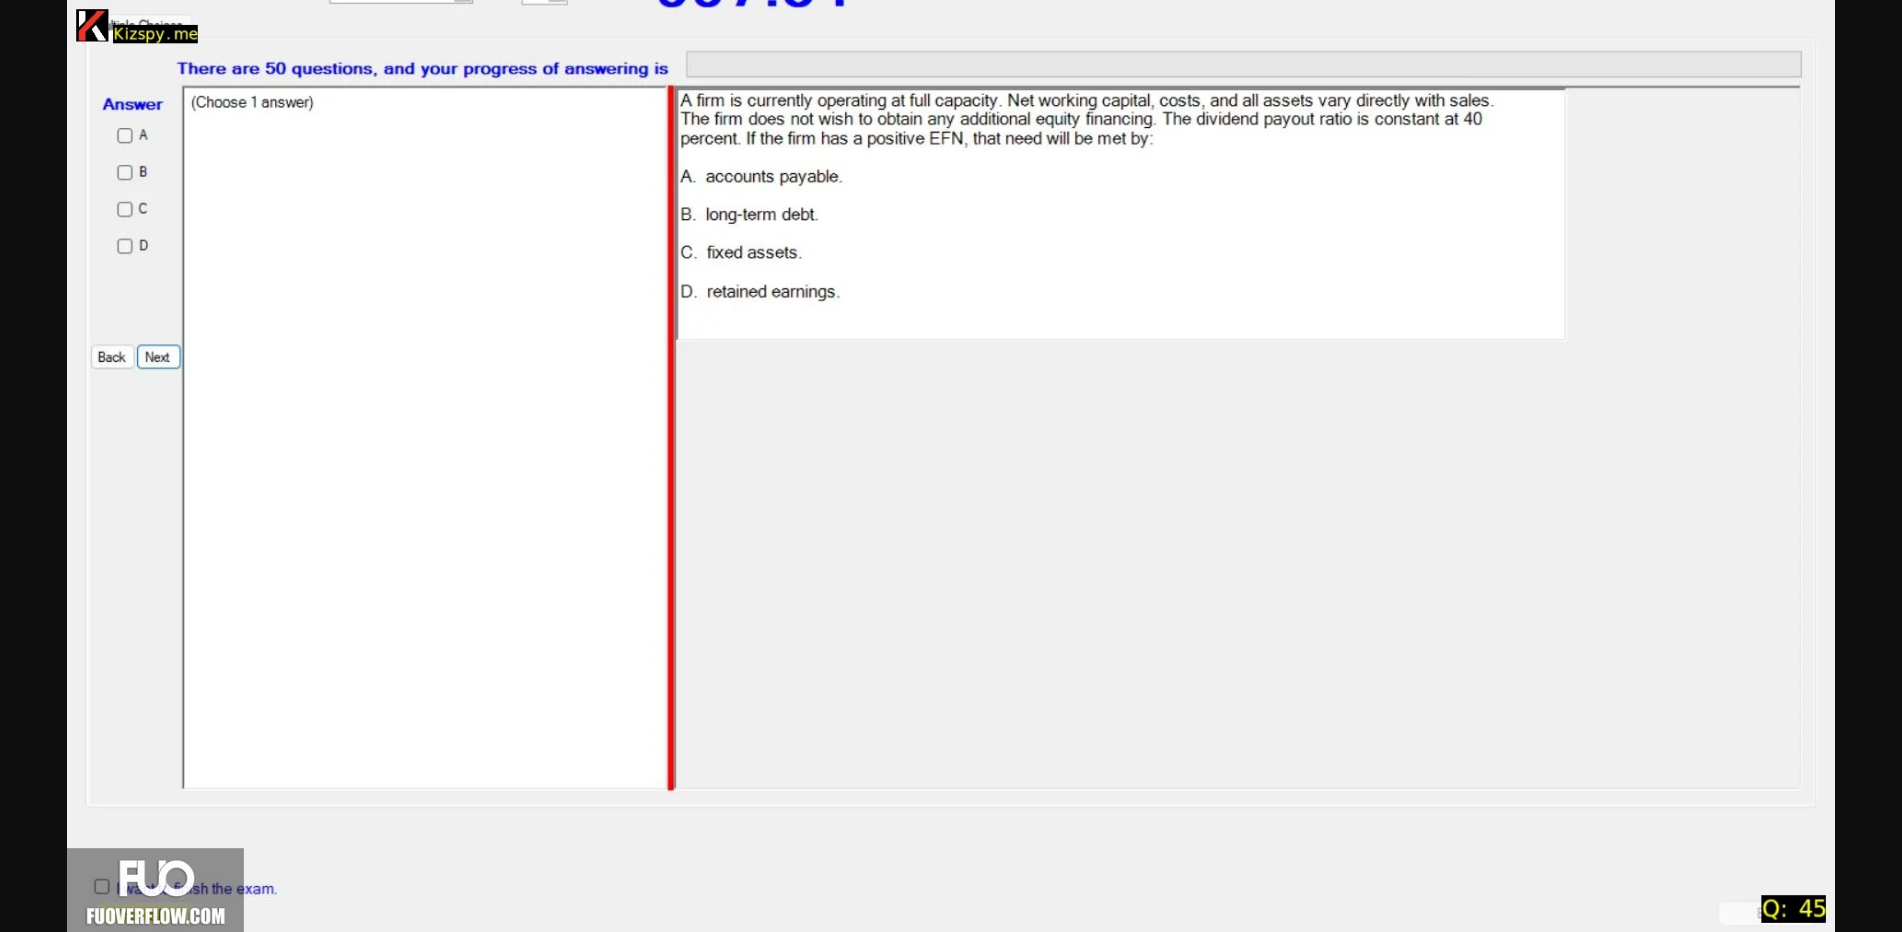 Kizspy.me
There are 50 questions, and your progress of answering is
Answer
(Choose 1 answer)
A
B
C
D
Back
Next
A firm is currently operating at full capacity. Net working capital, costs, and all assets vary directly with sales.
The firm does not wish to obtain any additional equity financing. The dividend payout ratio is constant at 40
percent. If the firm has a positive EFN, that need will be met by:
A. accounts payable.
B. long-term debt.
C. fixed assets.
D. retained earnings.
FUO
the exam.
FUOVERFLOW.COM
Q: 45